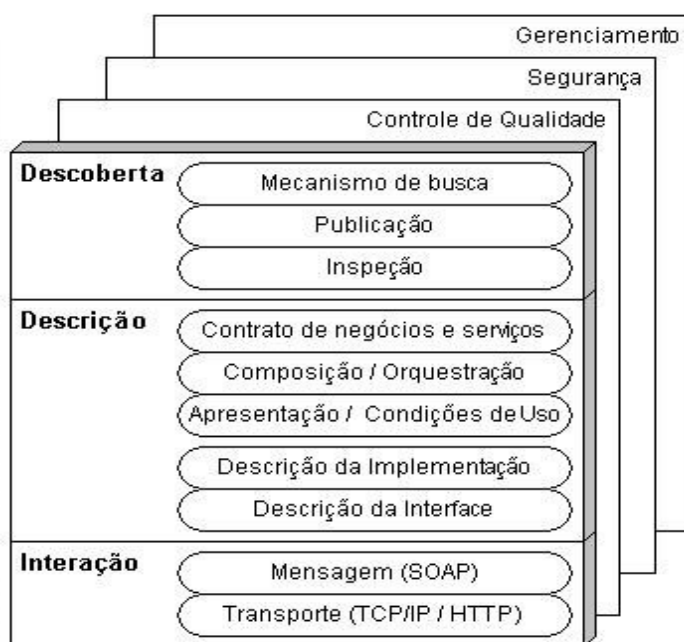 Gerenciamento
Segurança
Controle de Qualidade
Descoberta
Mecanismo de busca
Publicação
Inspeção
Descrição
Contrato de negócios e serviços
Composição / Orquestração
Apresentação / Condições de Uso
Descrição da Implementação
Descrição da Interface
Interação
Mensagem (SOAP)
Transporte (TCP/IP / HTTP)